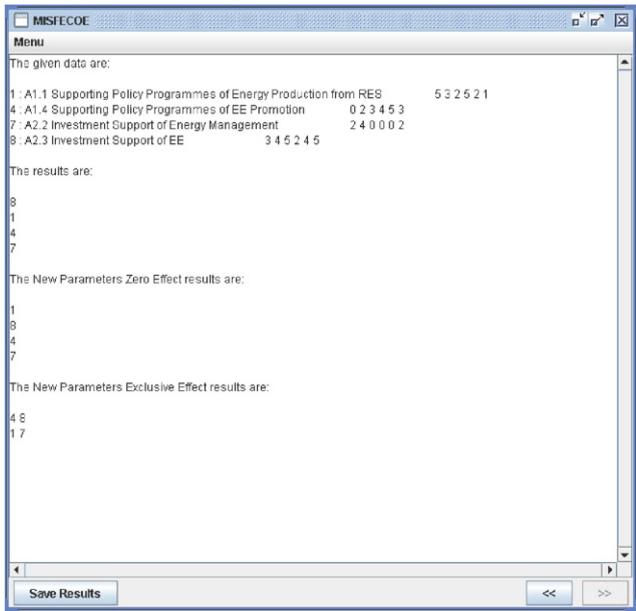 MISFECOE
Menu
The given data are:
1 : A1.1 Supporting Policy Programmes of Energy Production from RES 5 3 2 5 2 1
4 : A1.4 Supporting Policy Programmes of EE Promotion 0 2 3 4 5 3
7 : A2.2 Investment Support of Energy Management 2 4 0 0 0 2
8 : A2.3 Investment Support of EE 3 4 5 2 4 5
The results are:
8
1
4
7
The New Parameters Zero Effect results are:
1
8
4
7
The New Parameters Exclusive Effect results are:
4 8
1 7
Save Results << >>